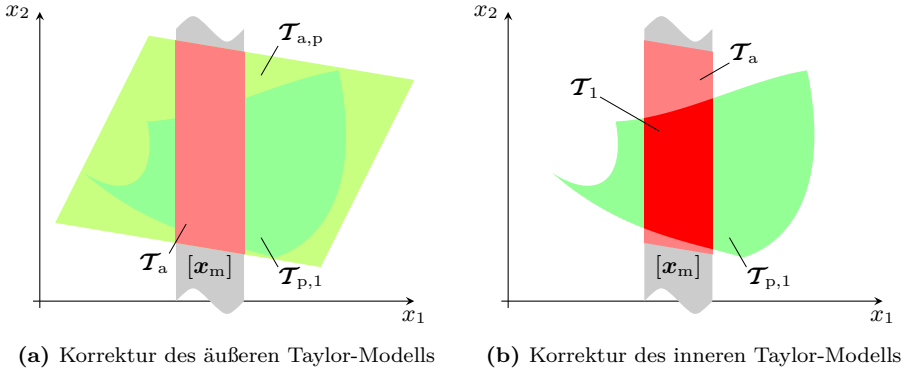 x₂
𝓣ₐ,ₚ
𝓣ₐ
[𝒙ₘ]
𝓣ₚ,₁
x₁
(a) Korrektur des äußeren Taylor-Modells
x₂
𝓣ₐ
𝓣₁
[𝒙ₘ]
𝓣ₚ,₁
x₁
(b) Korrektur des inneren Taylor-Modells